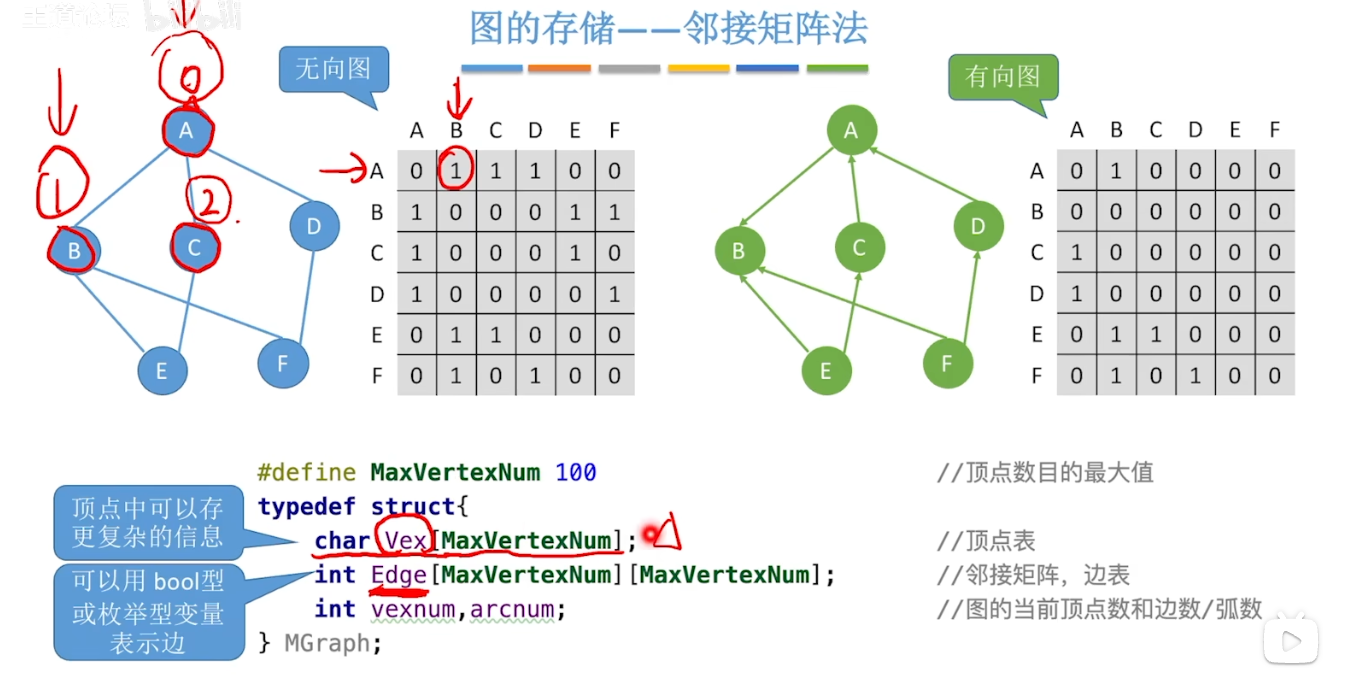 王道论坛 bilibili
图的存储——邻接矩阵法
无向图
有向图
0
1
2
A
B
C
D
E
F
A B C D E F
A 0 1 1 1 0 0
B 1 0 0 0 1 1
C 1 0 0 0 1 0
D 1 0 0 0 0 1
E 0 1 1 0 0 0
F 0 1 0 1 0 0
A
B
C
D
E
F
A B C D E F
A 0 1 0 0 0 0
B 0 0 0 0 0 0
C 1 0 0 0 0 0
D 1 0 0 0 0 0
E 0 1 1 0 0 0
F 0 1 0 1 0 0
顶点中可以存
更复杂的信息
可以用 bool型
或枚举型变量
表示边
#define MaxVertexNum 100 //顶点数目的最大值
typedef struct{
char Vex[MaxVertexNum]; //顶点表
int Edge[MaxVertexNum][MaxVertexNum]; //邻接矩阵，边表
int vexnum,arcnum; //图的当前顶点数和边数/弧数
} MGraph;